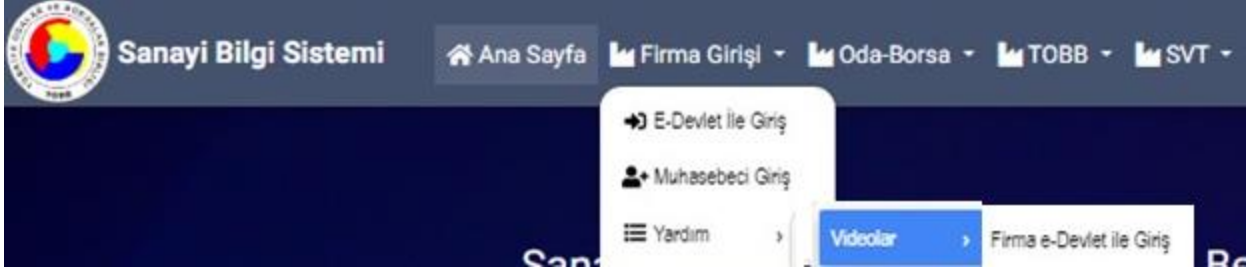 Sanayi Bilgi Sistemi Ana Sayfa Firma Girişi Oda-Borsa TOBB SVT
E-Devlet İle Giriş
Muhasebeci Giriş
Yardım Videolar Firma e-Devlet ile Giriş